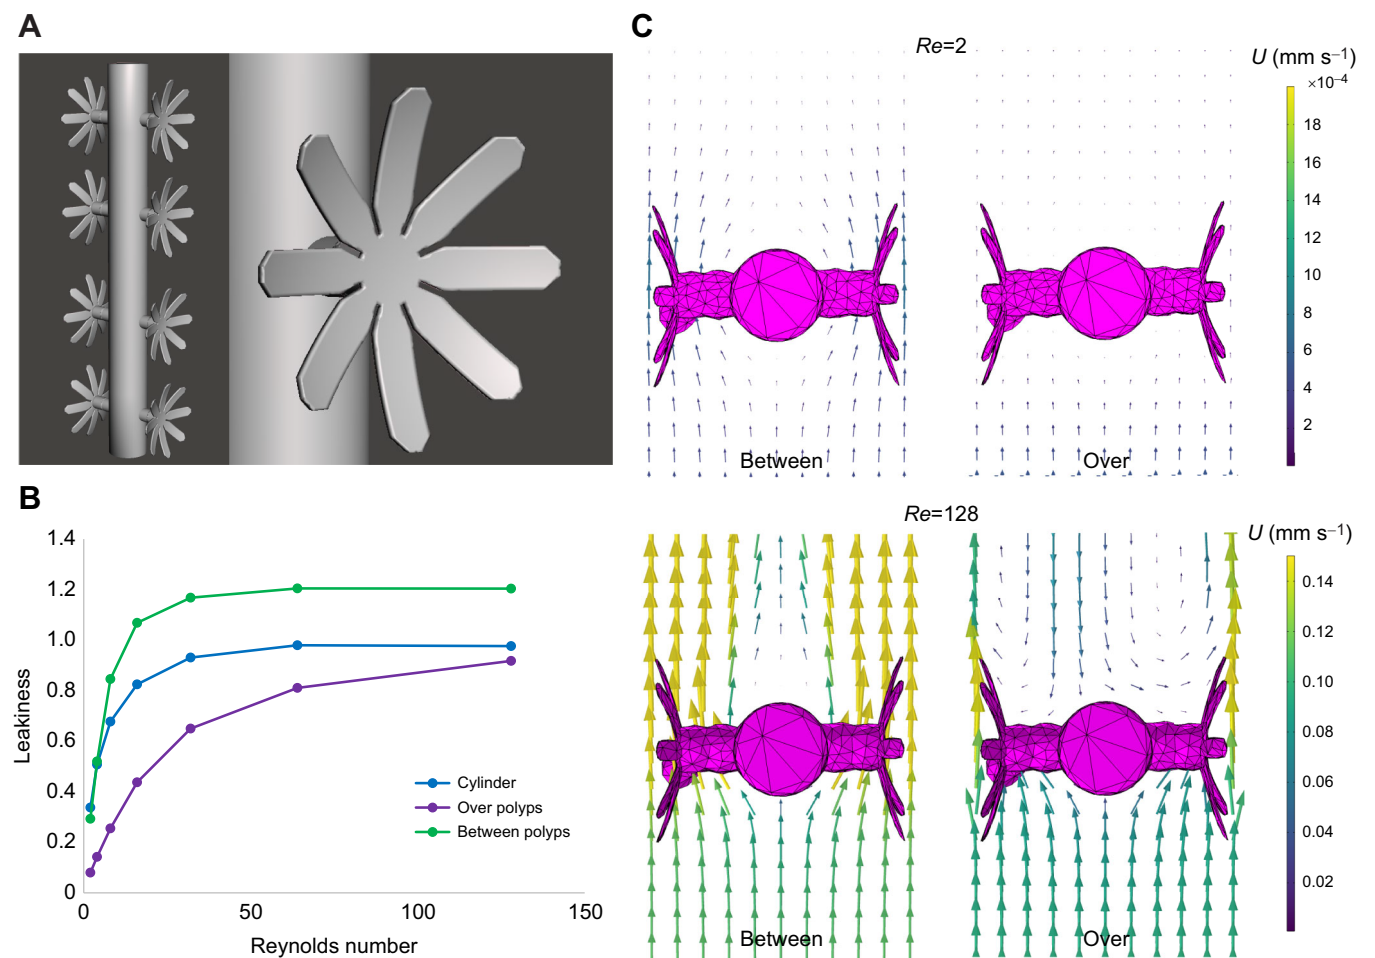 A
B
1.4
1.2
1.0
0.8
0.6
0.4
0.2
0
Leakiness
0
50
100
150
Reynolds number
Cylinder
Over polyps
Between polyps
C
Re=2
U (mm s−1)
×10−4
18
16
14
12
10
8
6
4
2
Between
Over
Re=128
U (mm s−1)
0.14
0.12
0.10
0.08
0.06
0.04
0.02
Between
Over